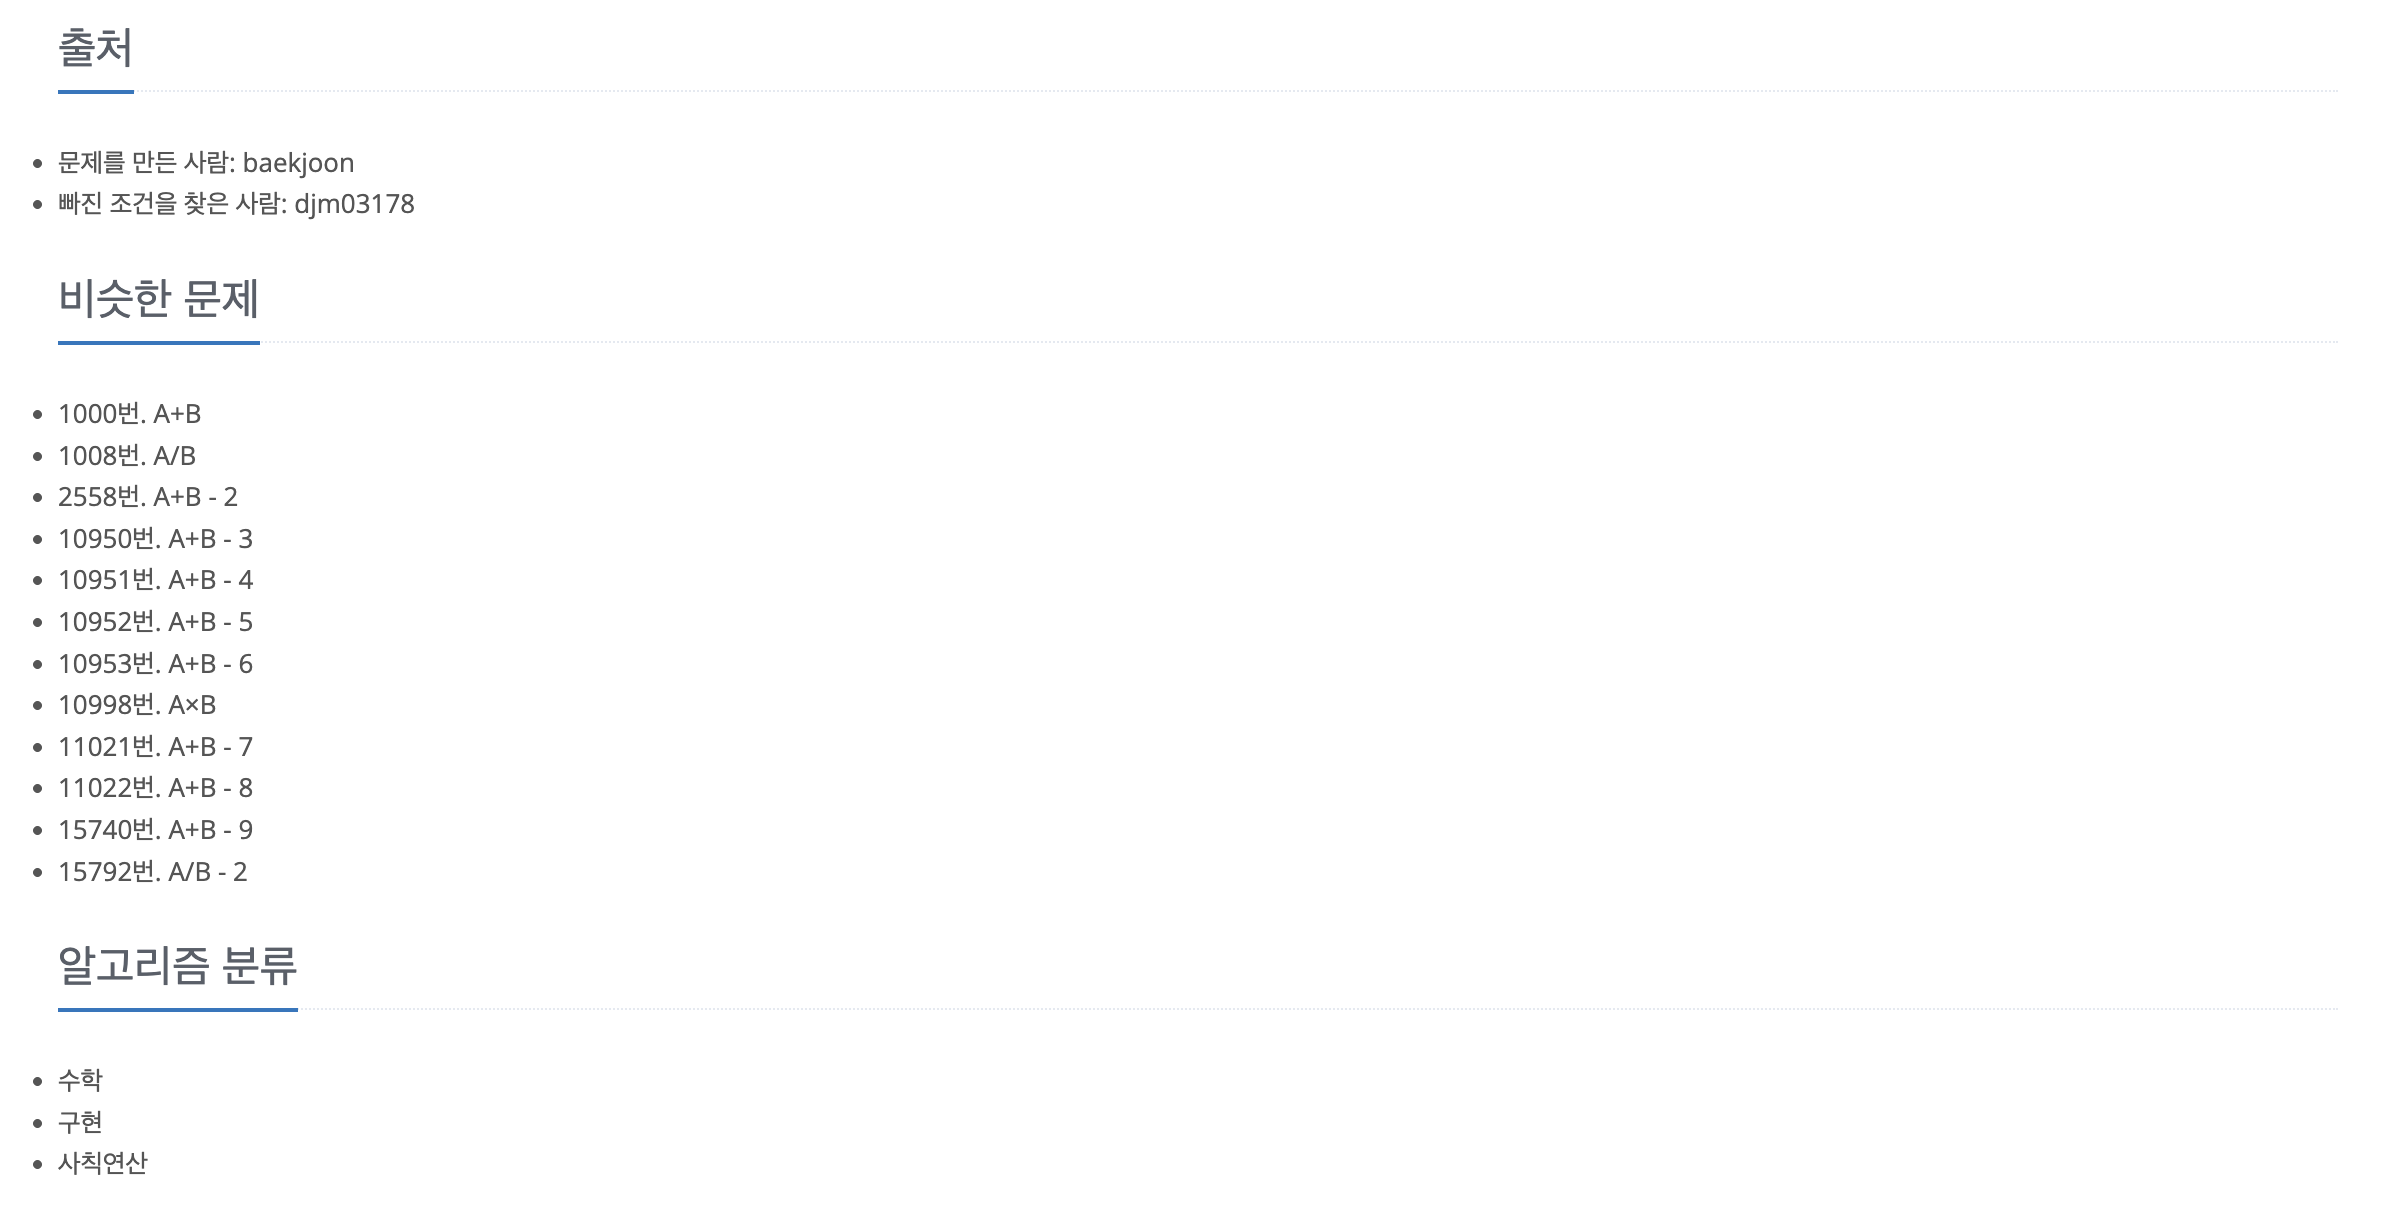 출처
문제를 만든 사람: baekjoon
빠진 조건을 찾은 사람: djm03178
비슷한 문제
1000번. A+B
1008번. A/B
2558번. A+B - 2
10950번. A+B - 3
10951번. A+B - 4
10952번. A+B - 5
10953번. A+B - 6
10998번. A×B
11021번. A+B - 7
11022번. A+B - 8
15740번. A+B - 9
15792번. A/B - 2
알고리즘 분류
수학
구현
사칙연산